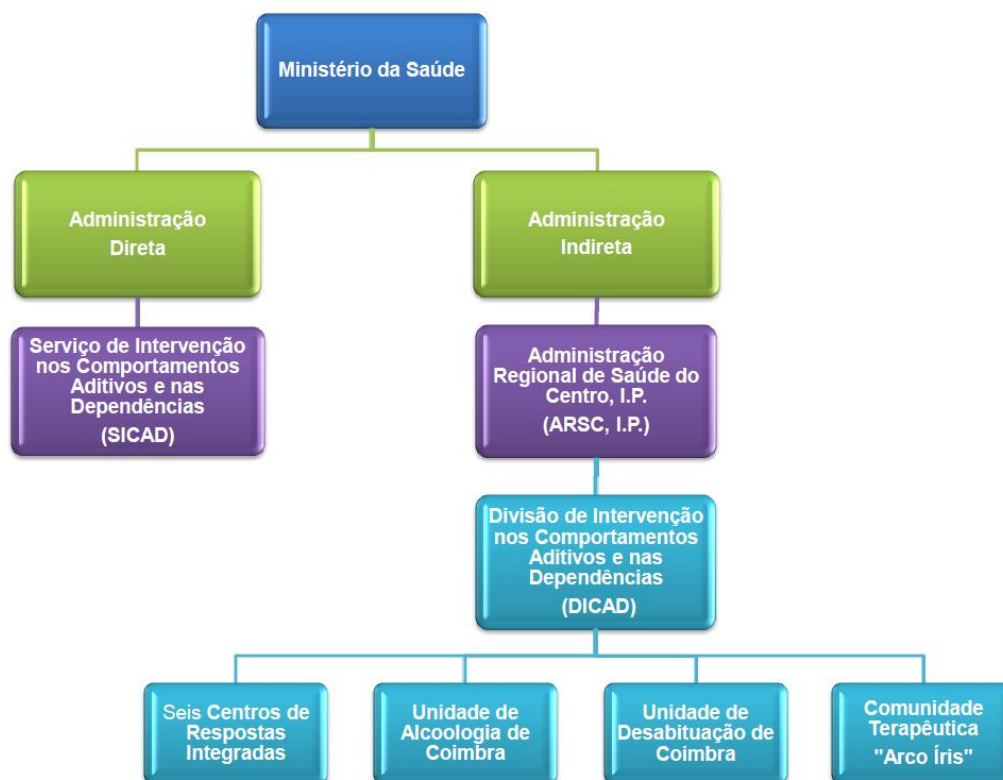 Ministério da Saúde
Administração
Direta
Administração
Indireta
Serviço de Intervenção
nos Comportamentos
Aditivos e nas
Dependências
(SICAD)
Administração
Regional de Saúde do
Centro, I.P.
(ARSC, I.P.)
Divisão de Intervenção
nos Comportamentos
Aditivos e nas
Dependências
(DICAD)
Seis Centros de
Respostas
Integradas
Unidade de
Alcoologia de
Coimbra
Unidade de
Desabituação de
Coimbra
Comunidade
Terapêutica
"Arco Íris"